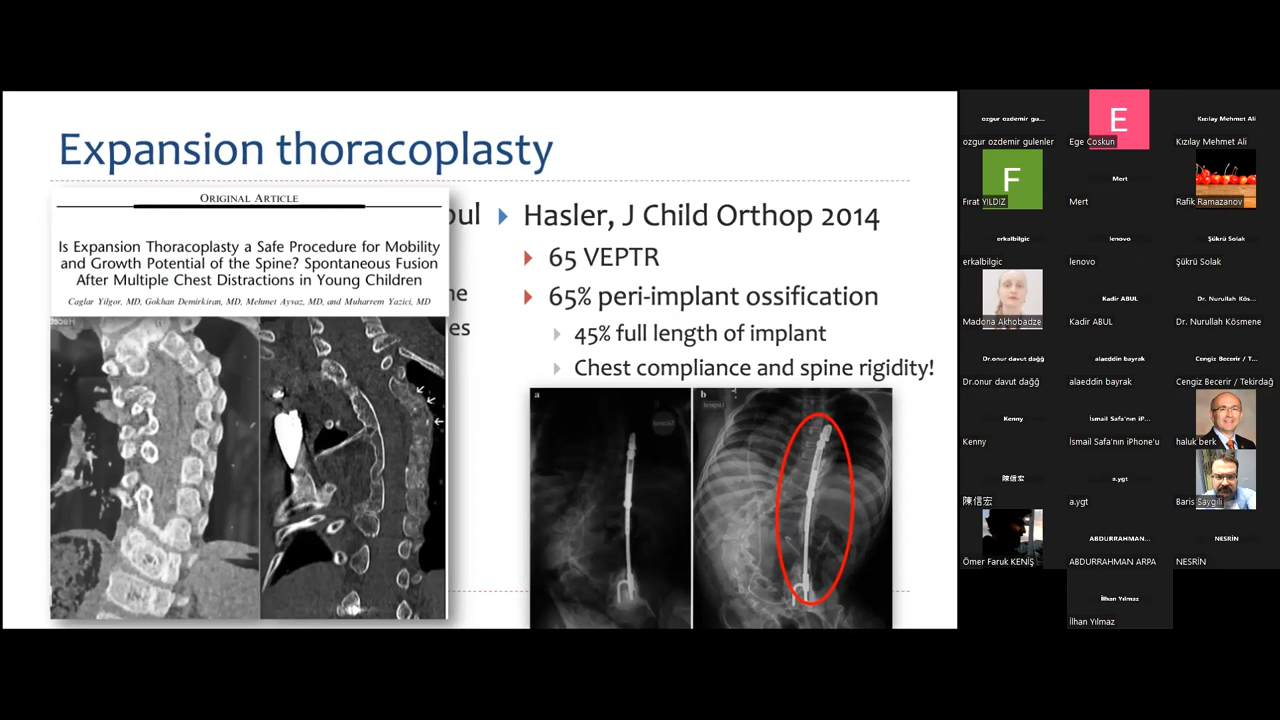 Expansion thoracoplasty
ORIGINAL ARTICLE
Is Expansion Thoracoplasty a Safe Procedure for Mobility
and Growth Potential of the Spine? Spontaneous Fusion
After Multiple Chest Distractions in Young Children
Caglar Yilgor, MD, Gokhan Demirkiran, MD, Mehmet Ayvaz, MD, and Muharrem Yazici, MD
Hasler, J Child Orthop 2014
65 VEPTR
65% peri-implant ossification
45% full length of implant
Chest compliance and spine rigidity!
a
b
ozgur ozdemir gu...
ozgur ozdemir gulenler
E
Ege Coskun
Kızılay Mehmet Ali
Kızılay Mehmet Ali
F
Fırat YILDIZ
Mert
Mert
Rafik Ramazanov
erkalbilgic
erkalbilgic
lenovo
lenovo
Şükrü Solak
Şükrü Solak
Madona Akhobadze
Kadir ABUL
Kadir ABUL
Dr. Nurullah Kös...
Dr. Nurullah Kösmene
Dr.onur davut dağğ
Dr.onur davut dağğ
alaeddin bayrak
alaeddin bayrak
Cengiz Becerir / T...
Cengiz Becerir / Tekirdağ
Kenny
Kenny
İsmail Safa'nın iP...
İsmail Safa'nın iPhone'u
haluk berk
陳信宏
陳信宏
a.ygt
a.ygt
Baris Saygili
Ömer Faruk KENİŞ
ABDURRAHMAN...
ABDURRAHMAN ARPA
NESRİN
NESRİN
İlhan Yılmaz
İlhan Yılmaz